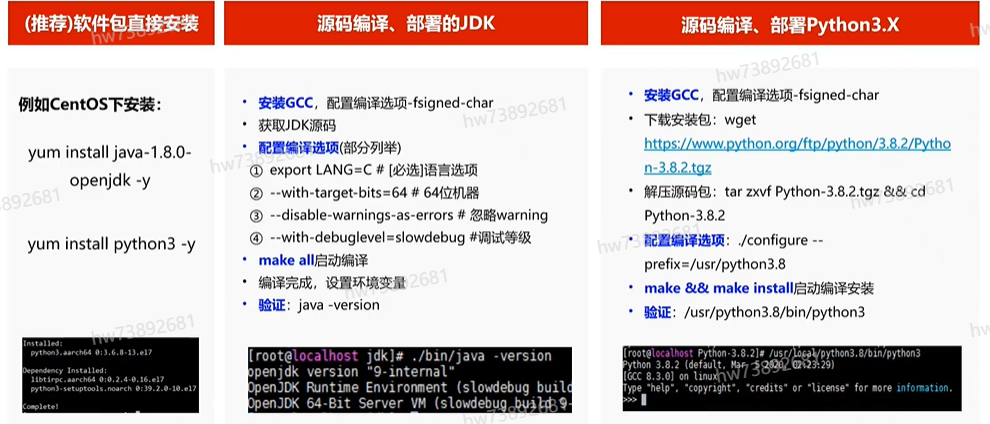 (推荐)软件包直接安装
例如CentOS下安装：
yum install java-1.8.0-
openjdk -y
yum install python3 -y
Installed:
python3.aarch64 0:3.6.8-13.el7
Dependency Installed:
libtirpc.aarch64 0:0.2.4-0.16.el7
python3-setuptools.noarch 0:39.2.0-10.el7
Complete!
源码编译、部署的JDK
• 安装GCC，配置编译选项-fsigned-char
• 获取JDK源码
• 配置编译选项(部分列举)
① export LANG=C # [必选]语言选项
② --with-target-bits=64 # 64位机器
③ --disable-warnings-as-errors # 忽略warning
④ --with-debuglevel=slowdebug #调试等级
• make all启动编译
• 编译完成，设置环境变量
• 验证：java -version
[root@localhost jdk]# ./bin/java -version
openjdk version "9-internal"
OpenJDK Runtime Environment (slowdebug build
OpenJDK 64-Bit Server VM (slowdebug build 9-
源码编译、部署Python3.X
• 安装GCC，配置编译选项-fsigned-char
• 下载安装包：wget
https://www.python.org/ftp/python/3.8.2/Pytho
n-3.8.2.tgz
• 解压源码包：tar zxvf Python-3.8.2.tgz && cd
Python-3.8.2
• 配置编译选项：./configure --
prefix=/usr/python3.8
• make && make install启动编译安装
• 验证：/usr/python3.8/bin/python3
[root@localhost Python-3.8.2]# /usr/local/python3.8/bin/python3
Python 3.8.2 (default, Mar 5 2020, 02:23:29)
[GCC 8.3.0] on linux
Type "help", "copyright", "credits" or "license" for more information.
>>>
hw73892681
hw73892681
hw73892681
hw73892681
hw73892681
hw73892681
hw73892681
hw73892681
hw73892681
hw73892681